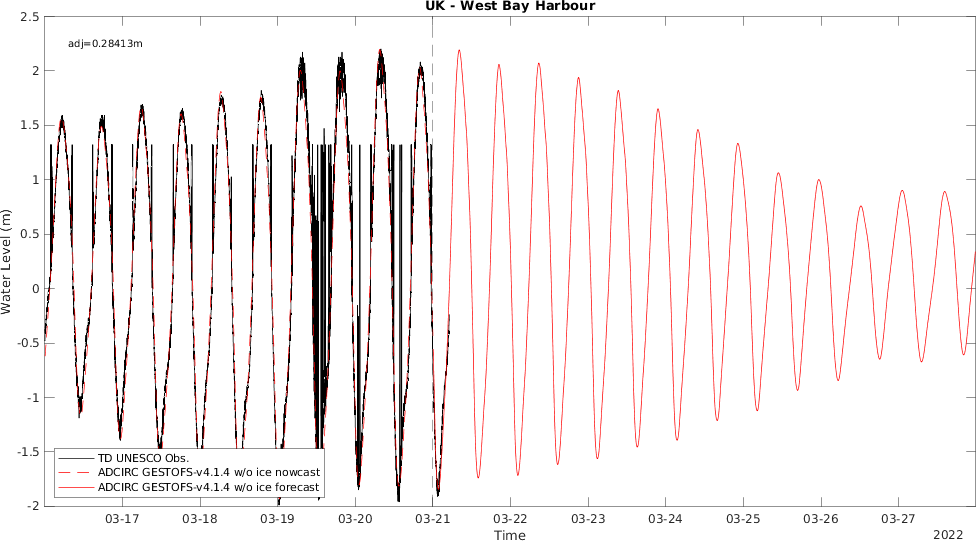 UK - West Bay Harbour
adj=0.28413m
Water Level (m)
2.5
2
1.5
1
0.5
0
-0.5
-1
-1.5
-2
TD UNESCO Obs.
ADCIRC GESTOFS-v4.1.4 w/o ice nowcast
ADCIRC GESTOFS-v4.1.4 w/o ice forecast
03-17 03-18 03-19 03-20 03-21 03-22 03-23 03-24 03-25 03-26 03-27
Time
2022